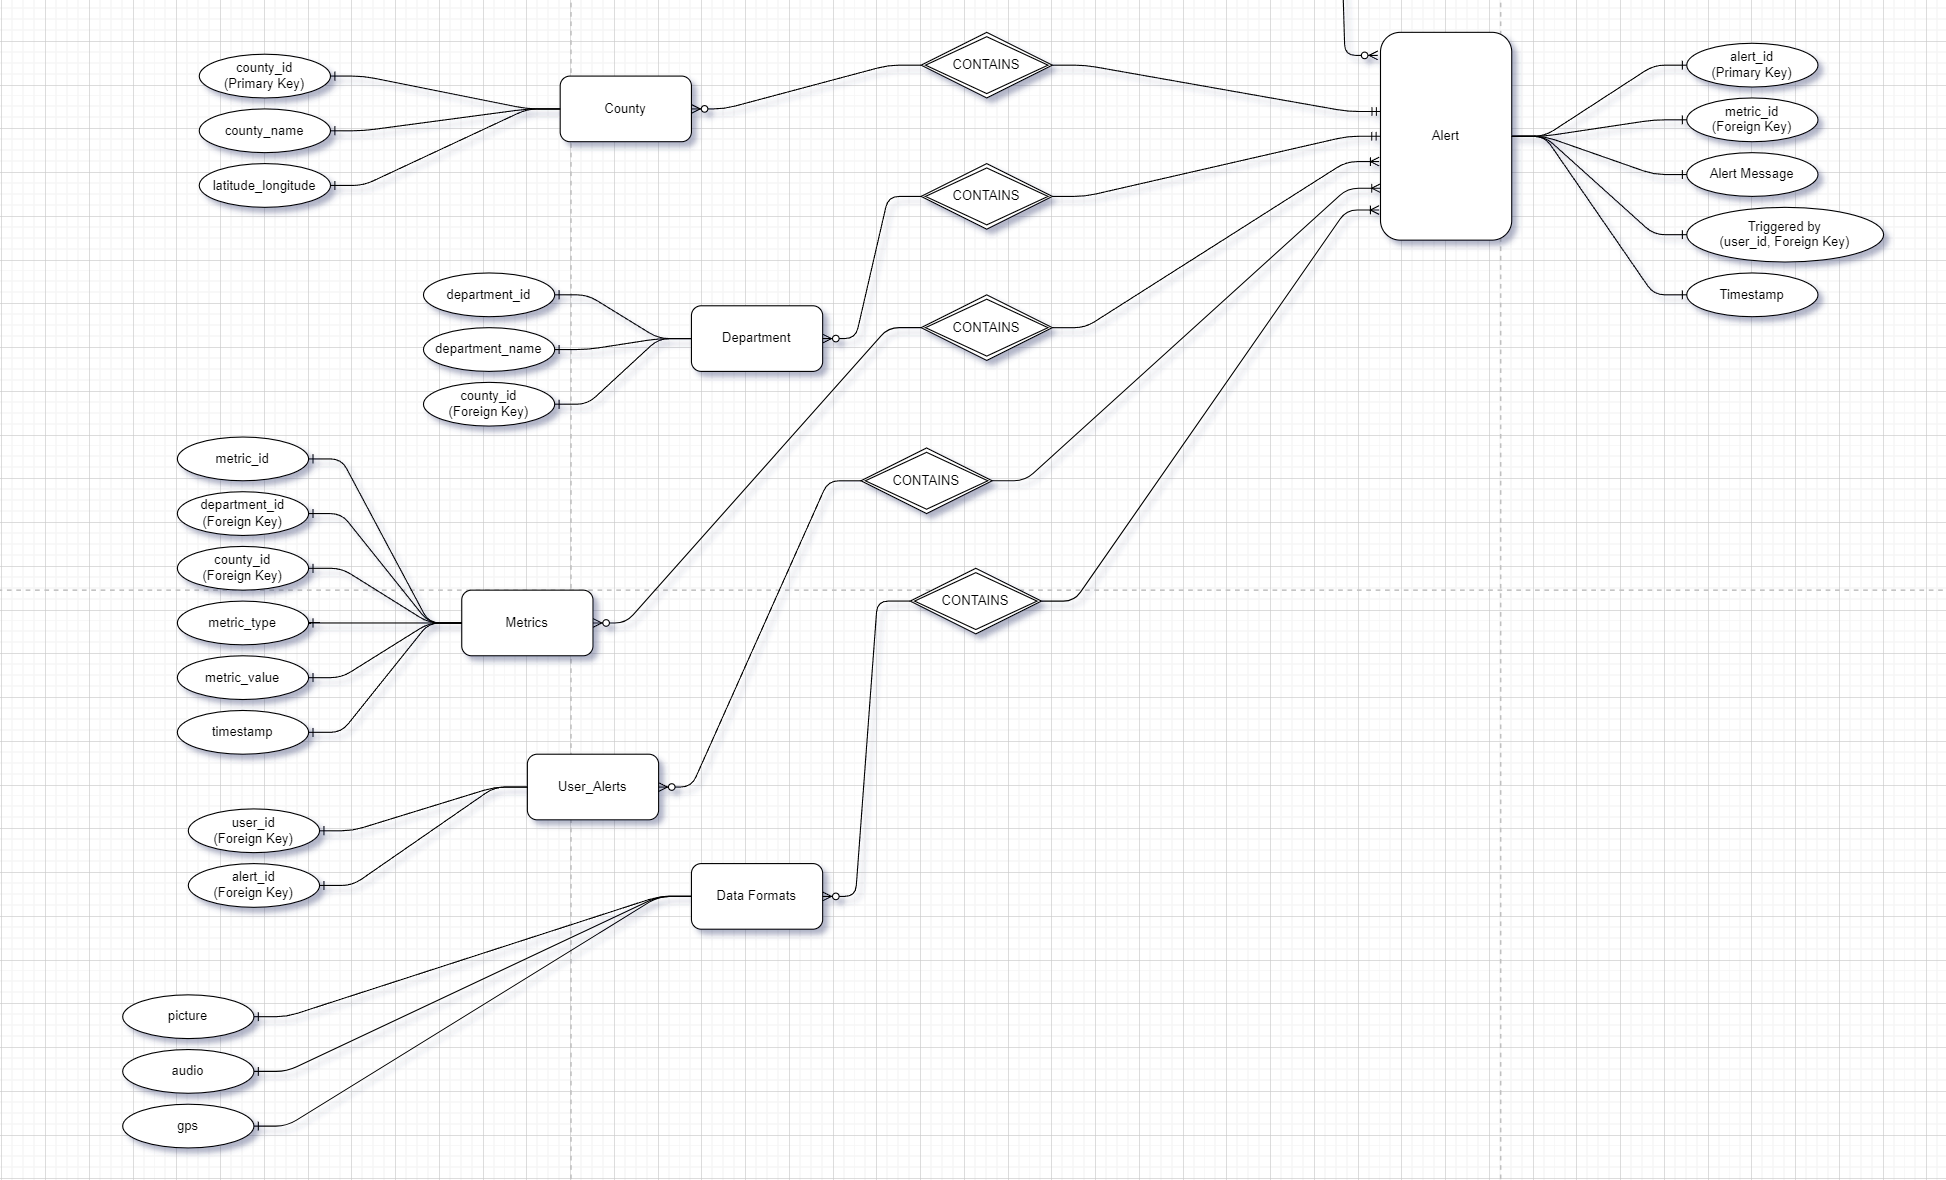 county_id
(Primary Key)
county_name
latitude_longitude
County
CONTAINS
Alert
alert_id
(Primary Key)
metric_id
(Foreign Key)
Alert Message
Triggered by
(user_id, Foreign Key)
Timestamp
CONTAINS
department_id
department_name
county_id
(Foreign Key)
Department
CONTAINS
metric_id
department_id
(Foreign Key)
county_id
(Foreign Key)
metric_type
metric_value
timestamp
Metrics
CONTAINS
CONTAINS
User_Alerts
user_id
(Foreign Key)
alert_id
(Foreign Key)
Data Formats
picture
audio
gps